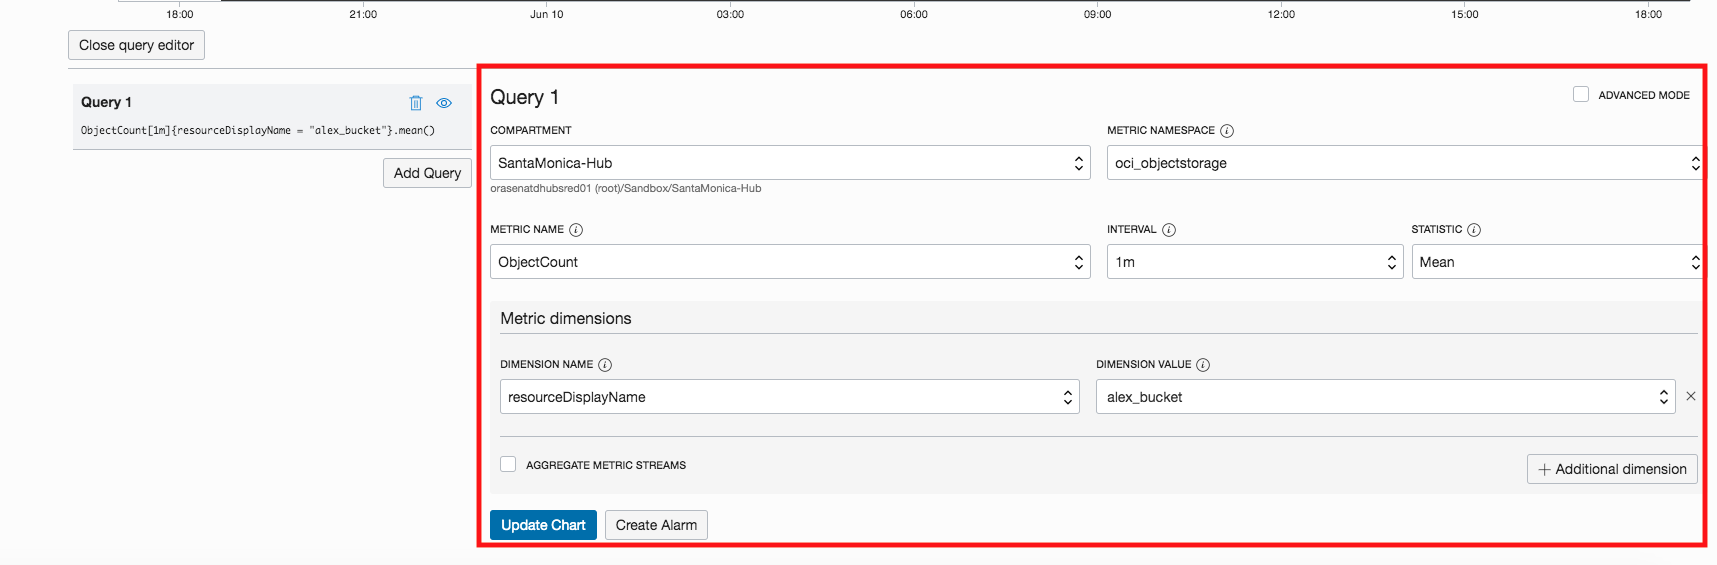 18:00 21:00 Jun 10 03:00 06:00 09:00 12:00 15:00 18:00
Close query editor
Query 1
ObjectCount[1m]{resourceDisplayName = "alex_bucket"}.mean()
Add Query
Query 1
ADVANCED MODE
COMPARTMENT
SantaMonica-Hub
orasenatdhubsred01 (root)/Sandbox/SantaMonica-Hub
METRIC NAMESPACE
oci_objectstorage
METRIC NAME
ObjectCount
INTERVAL
1m
STATISTIC
Mean
Metric dimensions
DIMENSION NAME
resourceDisplayName
DIMENSION VALUE
alex_bucket
AGGREGATE METRIC STREAMS
+ Additional dimension
Update Chart
Create Alarm